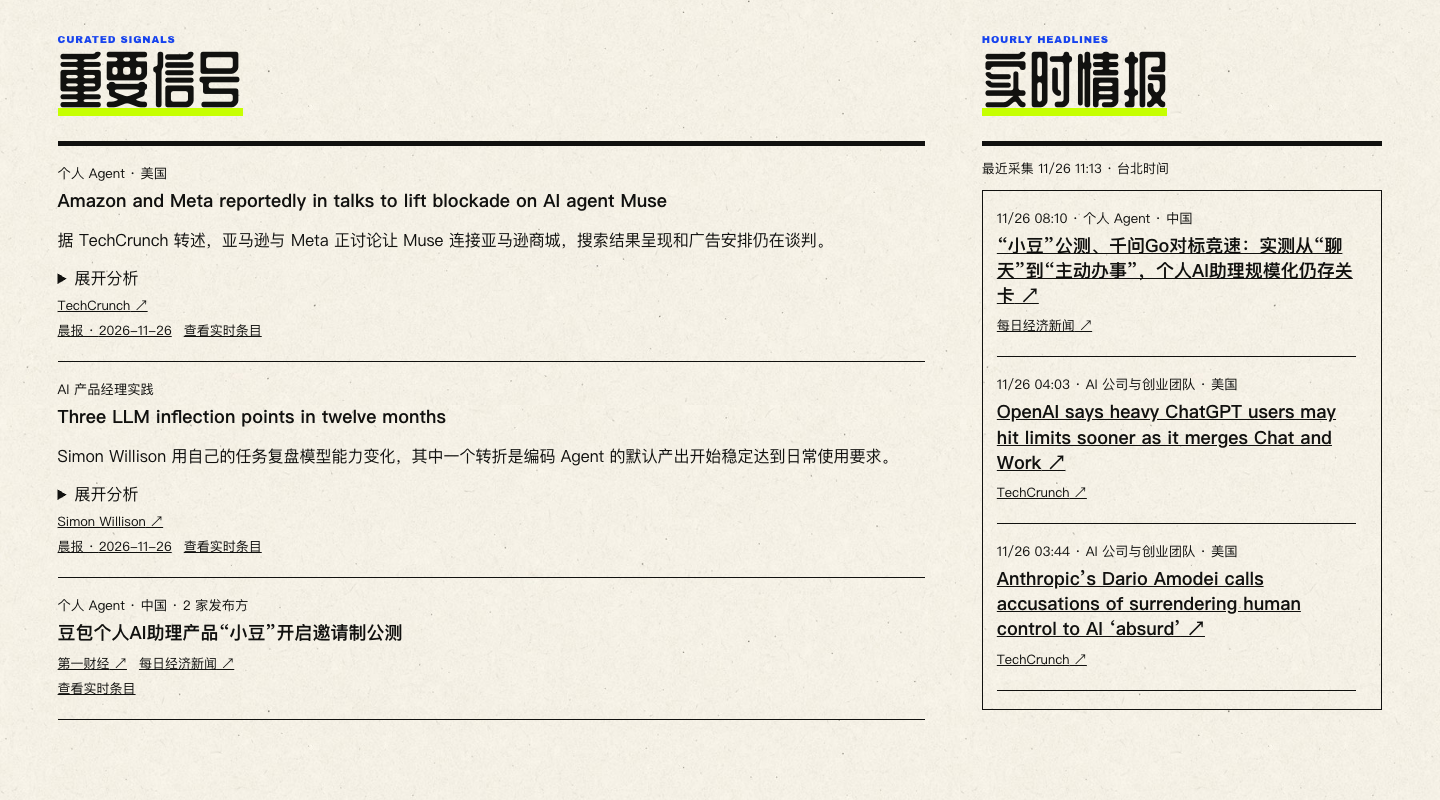 CURATED SIGNALS
重要信号
个人 Agent · 美国
Amazon and Meta reportedly in talks to lift blockade on AI agent Muse
据 TechCrunch 转述，亚马逊与 Meta 正讨论让 Muse 连接亚马逊商城，搜索结果呈现和广告安排仍在谈判。
▶ 展开分析
TechCrunch ↗
晨报 · 2026-11-26 查看实时条目
AI 产品经理实践
Three LLM inflection points in twelve months
Simon Willison 用自己的任务复盘模型能力变化，其中一个转折是编码 Agent 的默认产出开始稳定达到日常使用要求。
▶ 展开分析
Simon Willison ↗
晨报 · 2026-11-26 查看实时条目
个人 Agent · 中国 · 2 家发布方
豆包个人AI助理产品“小豆”开启邀请制公测
第一财经 ↗ 每日经济新闻 ↗
查看实时条目
HOURLY HEADLINES
实时情报
最近采集 11/26 11:13 · 台北时间
11/26 08:10 · 个人 Agent · 中国
“小豆”公测、千问Go对标竞速：实测从“聊
天”到“主动办事”，个人AI助理规模化仍存关
卡 ↗
每日经济新闻 ↗
11/26 04:03 · AI 公司与创业团队 · 美国
OpenAI says heavy ChatGPT users may
hit limits sooner as it merges Chat and
Work ↗
TechCrunch ↗
11/26 03:44 · AI 公司与创业团队 · 美国
Anthropic’s Dario Amodei calls
accusations of surrendering human
control to AI ‘absurd’ ↗
TechCrunch ↗